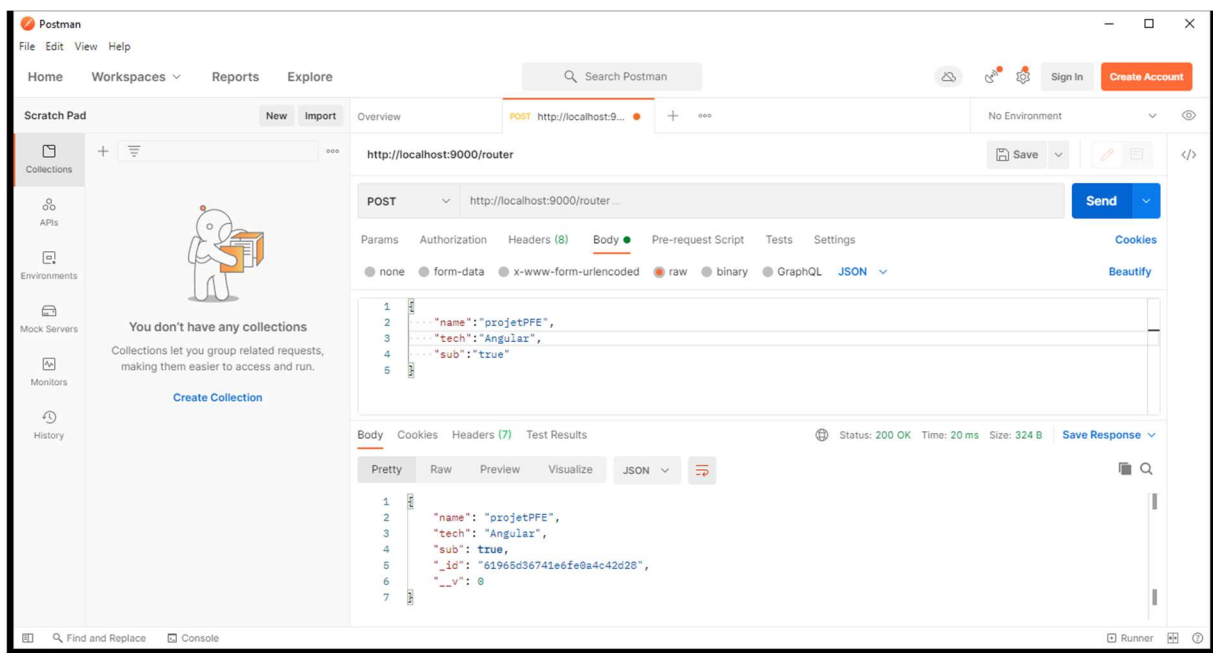 Postman
File Edit View Help
Home Workspaces Reports Explore Search Postman Sign In Create Account
Scratch Pad New Import Overview POST http://localhost:9... No Environment
Collections
http://localhost:9000/router Save
APIs
POST http://localhost:9000/router... Send
Environments
Params Authorization Headers (8) Body Pre-request Script Tests Settings Cookies
none form-data x-www-form-urlencoded raw binary GraphQL JSON Beautify
Mock Servers
Monitors
History
You don't have any collections
Collections let you group related requests,
making them easier to access and run.
Create Collection
1 {
2 "name":"projetPFE",
3 "tech":"Angular",
4 "sub":"true"
5 }
Body Cookies Headers (7) Test Results Status: 200 OK Time: 20 ms Size: 324 B Save Response
Pretty Raw Preview Visualize JSON
1 {
2 "name": "projetPFE",
3 "tech": "Angular",
4 "sub": true,
5 "_id": "61965d36741e6fe0a4c42d28",
6 "__v": 0
7 }
Find and Replace Console Runner